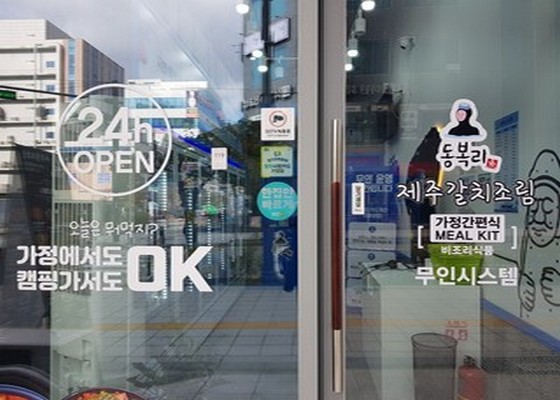 24h
OPEN
오늘은 뭐먹지?
가정에서도
캠핑가서도
OK
동복리
제주갈치조림
가정간편식
MEAL KIT
비조리식품
무인시스템